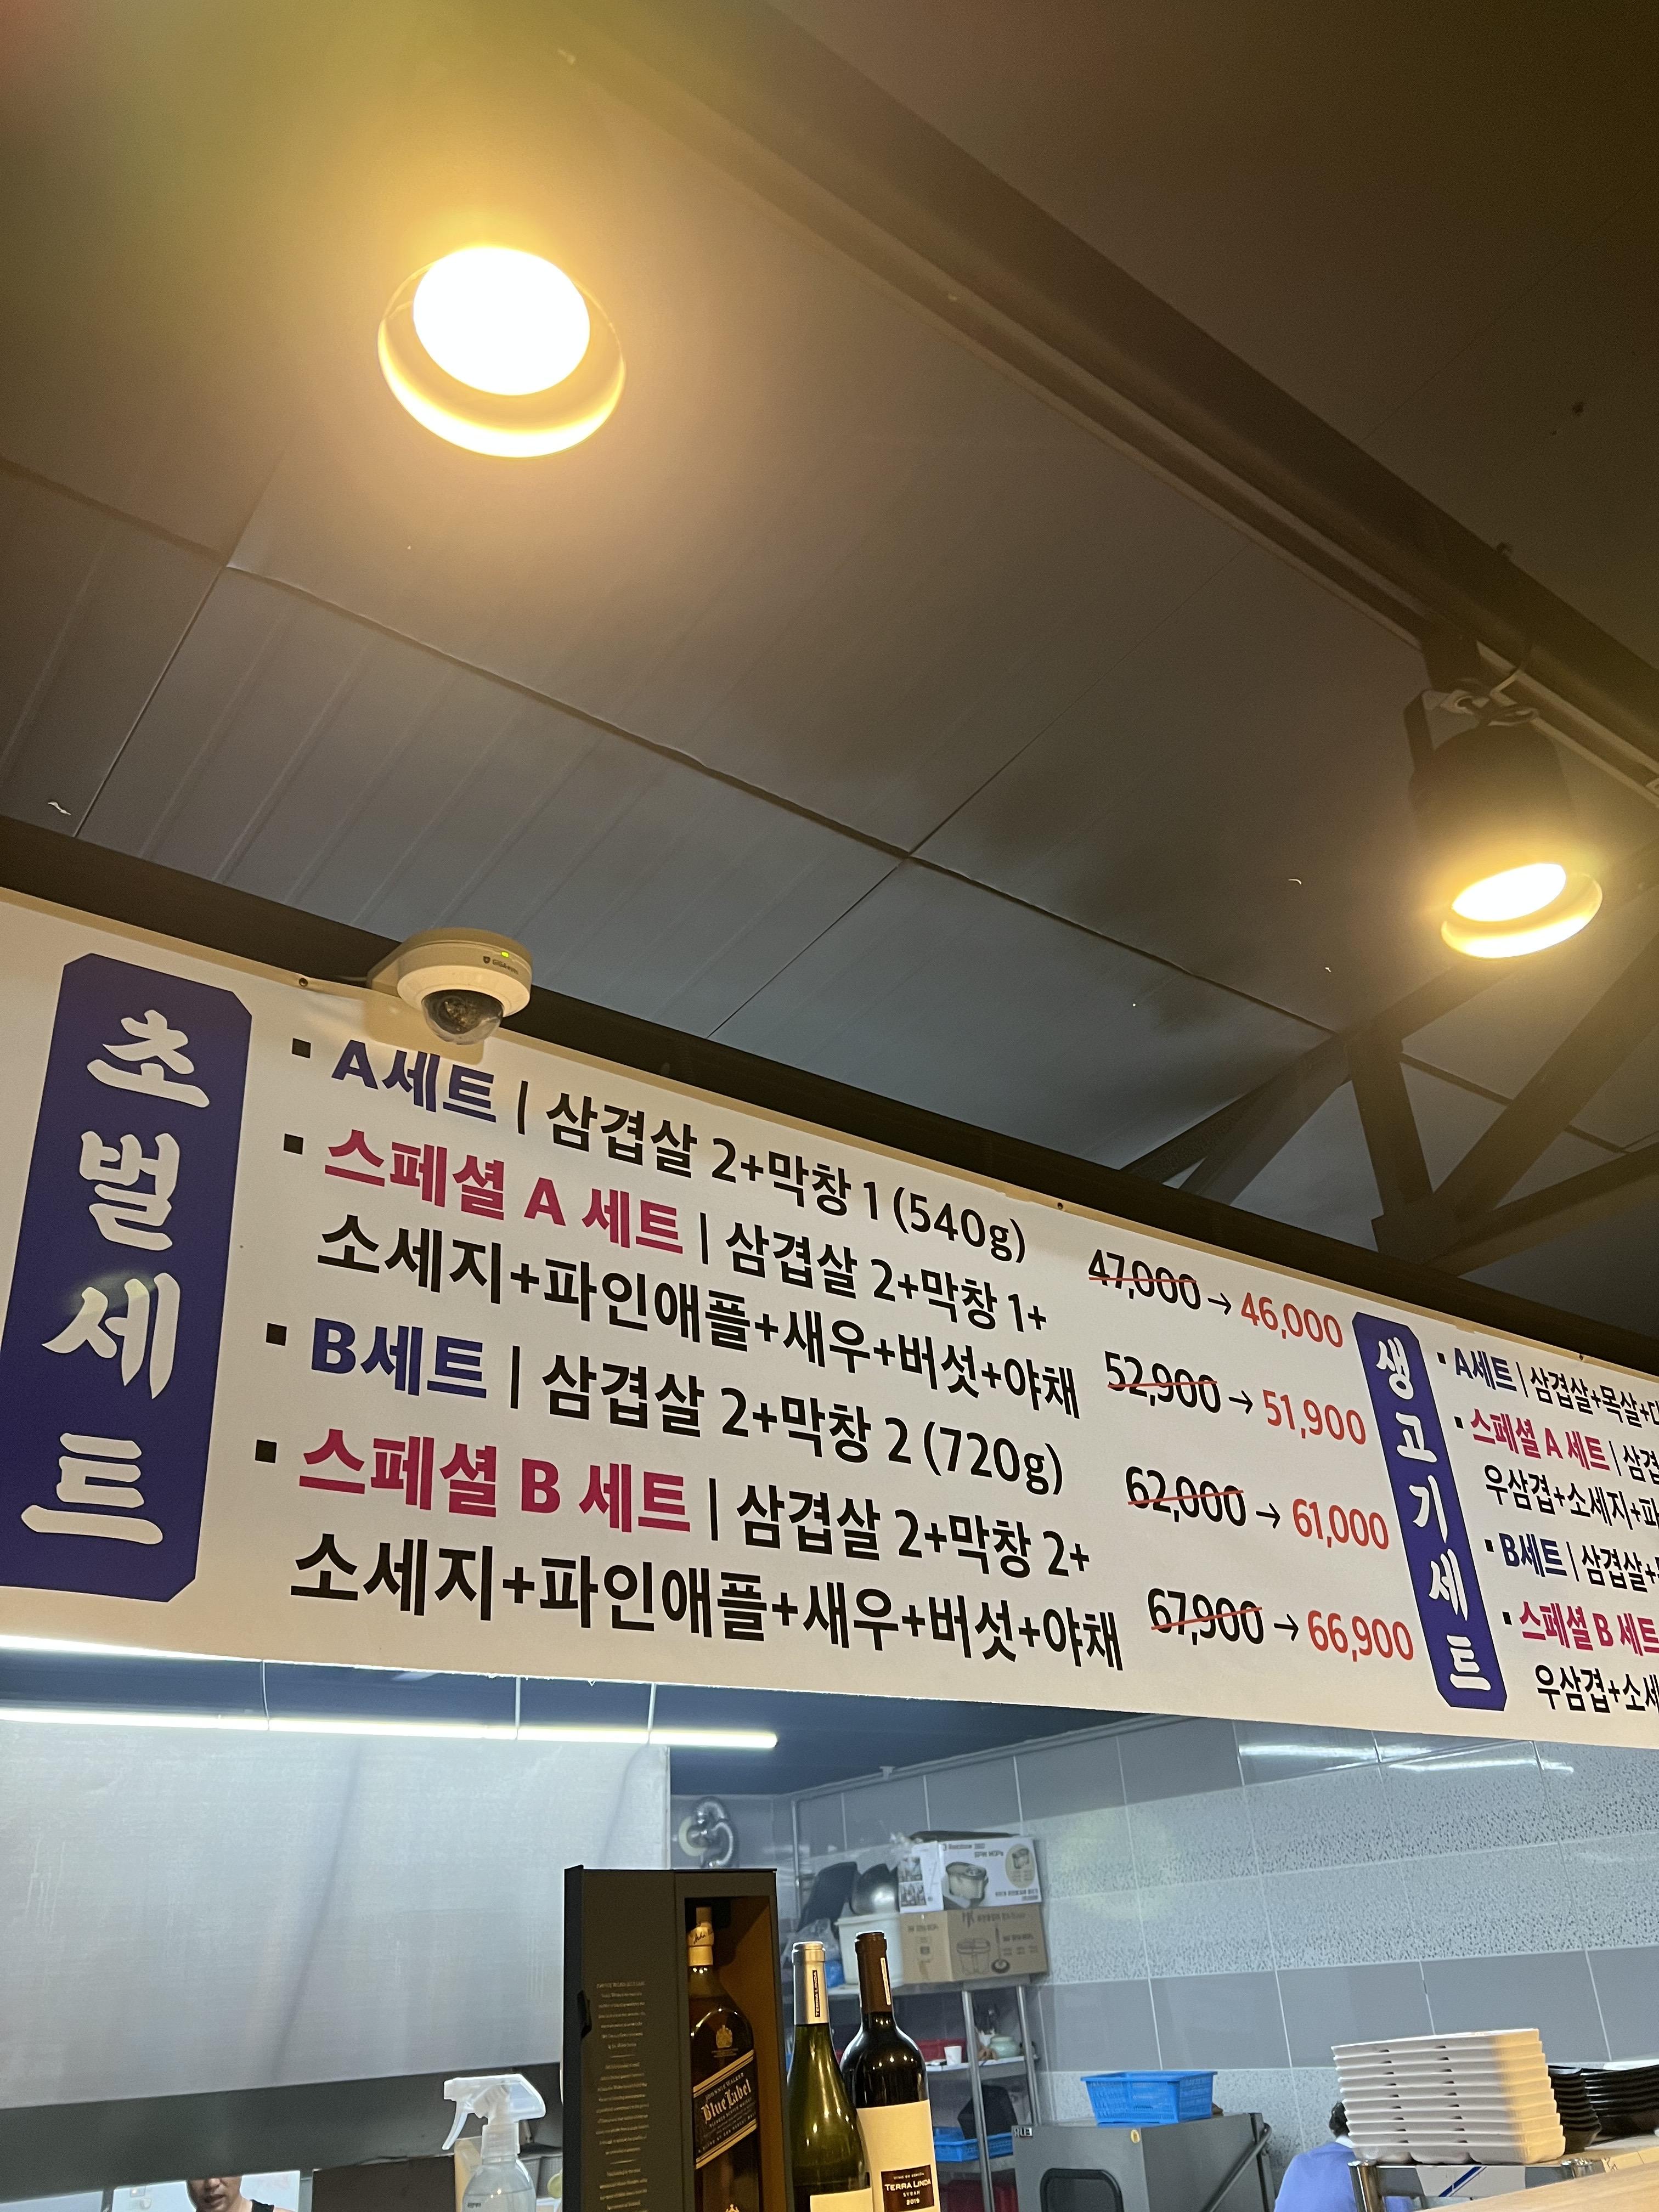 초벌세트
▪ A세트 | 삼겹살 2+막창 1 (540g) 47,000 → 46,000
▪ 스페셜 A 세트 | 삼겹살 2+막창 1+
소세지+파인애플+새우+버섯+야채 52,900 → 51,900
▪ B세트 | 삼겹살 2+막창 2 (720g) 62,000 → 61,000
▪ 스페셜 B 세트 | 삼겹살 2+막창 2+
소세지+파인애플+새우+버섯+야채 67,900 → 66,900
생고기세트
▪ A세트 | 삼겹살+목살+
▪ 스페셜 A 세트 | 삼겹
우삼겹+소세지+파
▪ B세트 | 삼겹살+
▪ 스페셜 B 세트
우삼겹+소세
JOHNNIE WALKER
Blue Label
TERRA LINDA
SYRAH
2019